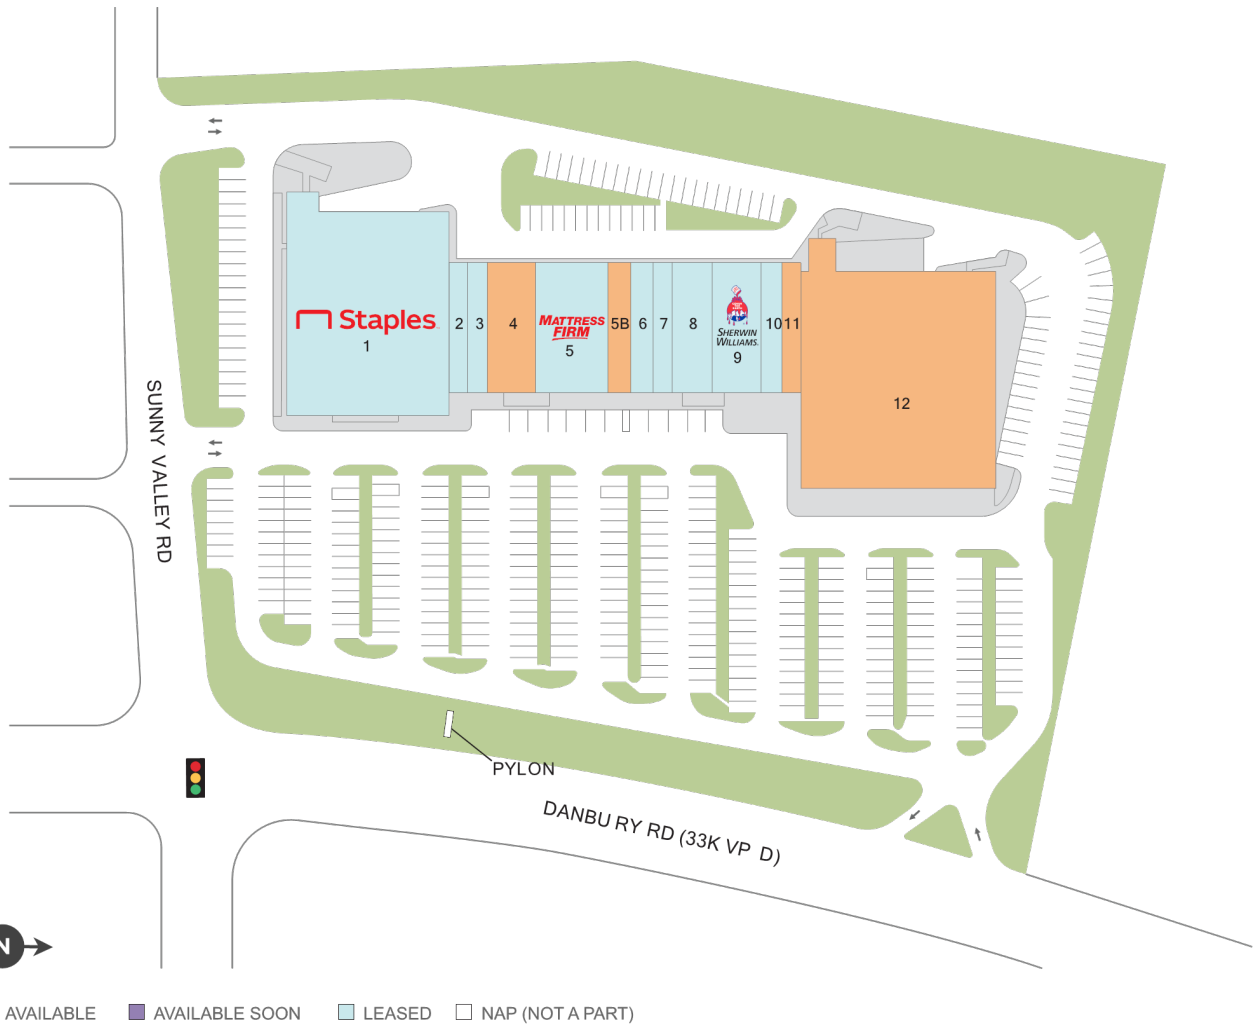 Staples
1
2
3
4
MATTRESS
FIRM
5
5B
6
7
8
SHERWIN
WILLIAMS.
9
10
11
12
SUNNY VALLEY RD
PYLON
DANBU RY RD (33K VP D)
N
AVAILABLE
AVAILABLE SOON
LEASED
NAP (NOT A PART)